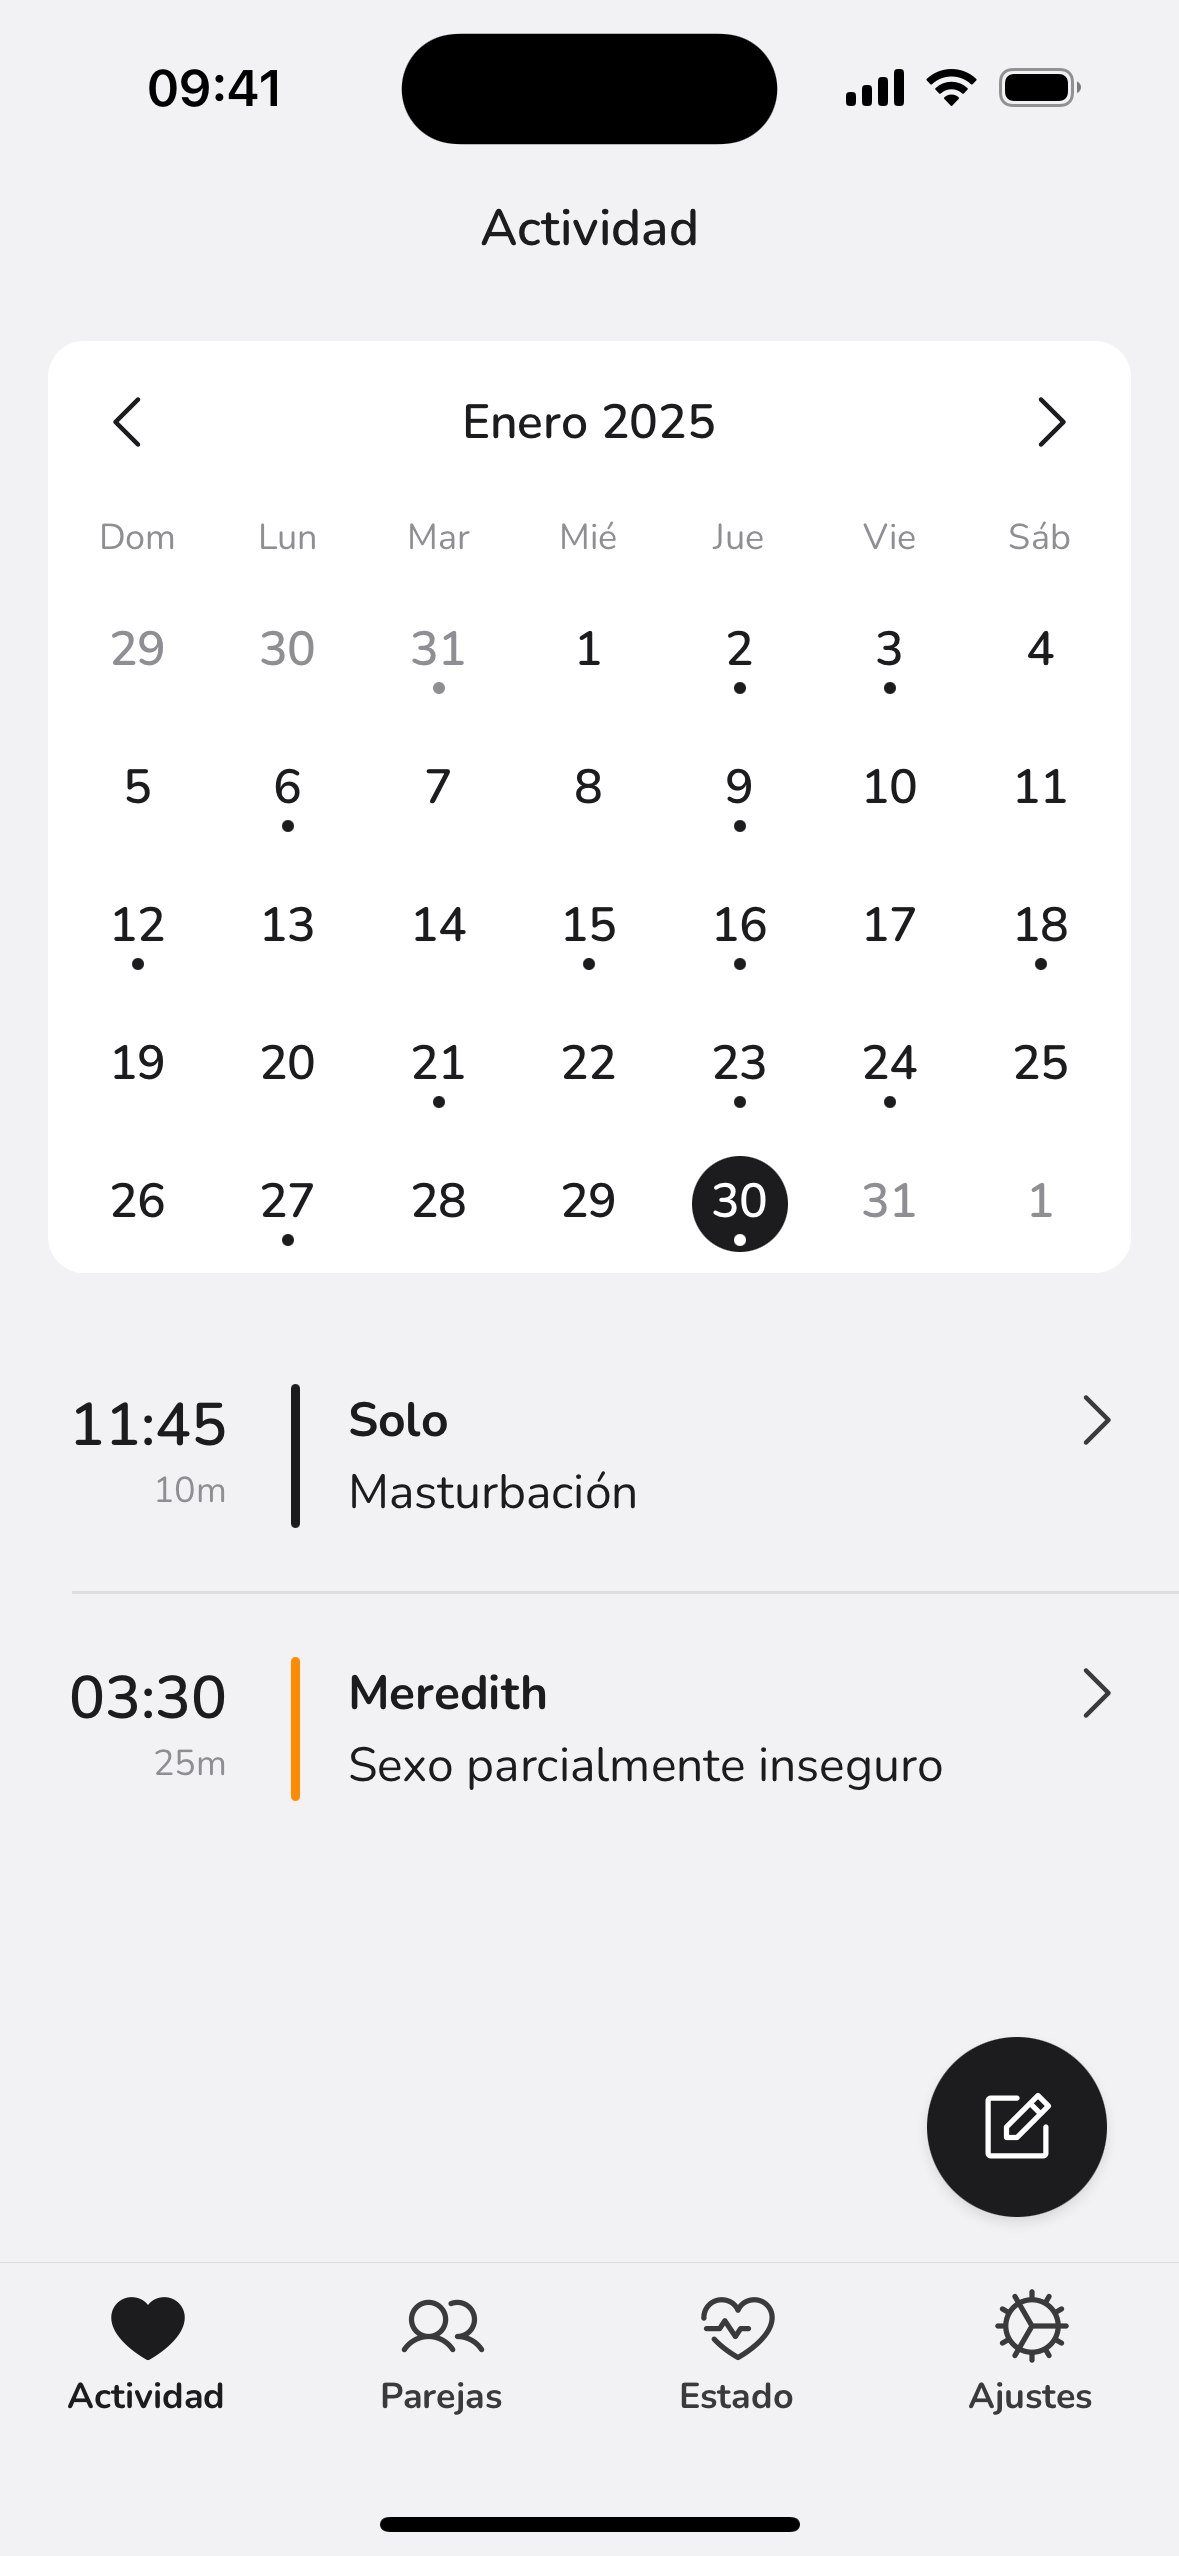 09:41
Actividad
Enero 2025
Dom Lun Mar Mié Jue Vie Sáb
29 30 31 1 2 3 4
5 6 7 8 9 10 11
12 13 14 15 16 17 18
19 20 21 22 23 24 25
26 27 28 29 30 31 1
11:45 Solo
10m Masturbación
03:30 Meredith
25m Sexo parcialmente inseguro
Actividad Parejas Estado Ajustes